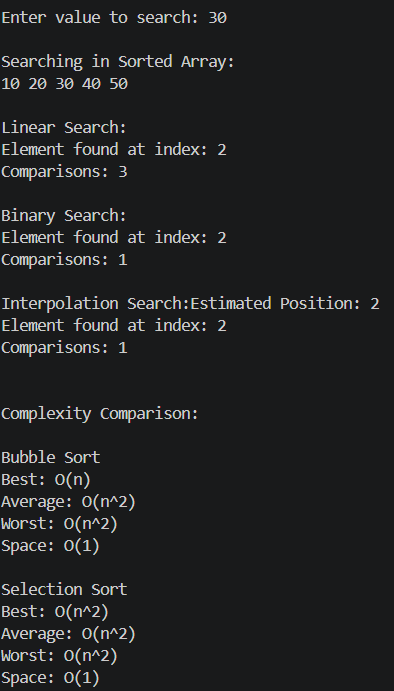 Enter value to search: 30
Searching in Sorted Array:
10 20 30 40 50
Linear Search:
Element found at index: 2
Comparisons: 3
Binary Search:
Element found at index: 2
Comparisons: 1
Interpolation Search:Estimated Position: 2
Element found at index: 2
Comparisons: 1
Complexity Comparison:
Bubble Sort
Best: O(n)
Average: O(n^2)
Worst: O(n^2)
Space: O(1)
Selection Sort
Best: O(n^2)
Average: O(n^2)
Worst: O(n^2)
Space: O(1)